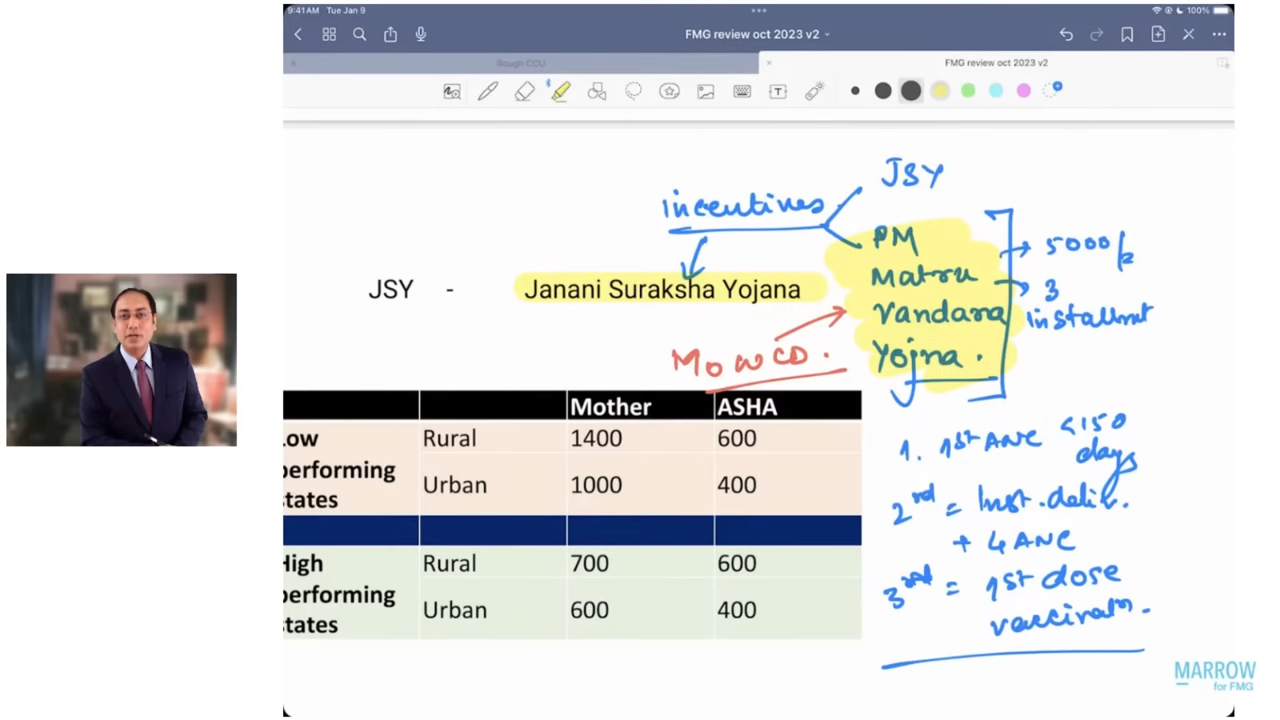 9:41 AM Tue Jan 9
100%
FMG review oct 2023 v2
Rough CCU
FMG review oct 2023 v2
JSY
incentives
PM
Matru
Vandana
Yojna.
5000/-
3
installment
JSY - Janani Suraksha Yojana
MOWCD.
Mother ASHA
Low performing states
Rural 1400 600
Urban 1000 400
High performing states
Rural 700 600
Urban 600 400
1. 1st ANC <150
days
2nd = Inst. deliv.
+ 4 ANC
3rd = 1st dose
vaccinatn.
MARROW
for FMG